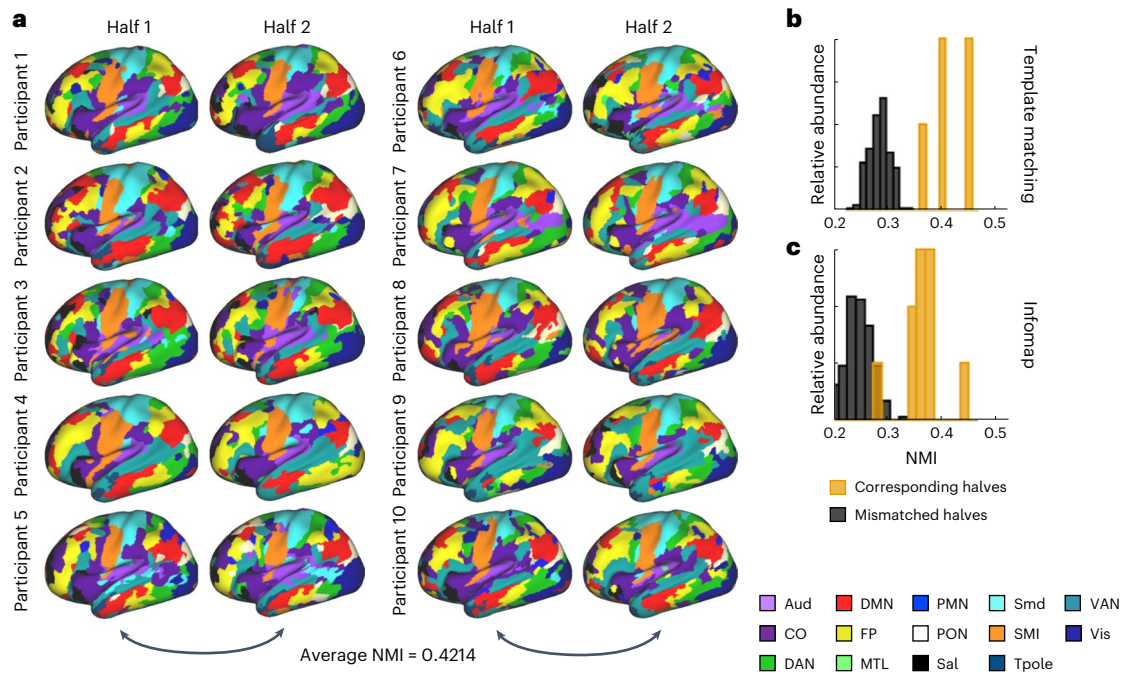 a
Half 1
Half 2
Half 1
Half 2
Participant 1
Participant 2
Participant 3
Participant 4
Participant 5
Participant 6
Participant 7
Participant 8
Participant 9
Participant 10
Average NMI = 0.4214
b
Relative abundance
Template matching
0.2 0.3 0.4 0.5
c
Relative abundance
Infomap
0.2 0.3 0.4 0.5
NMI
Corresponding halves
Mismatched halves
Aud DMN PMN Smd VAN
CO FP PON SMI Vis
DAN MTL Sal Tpole